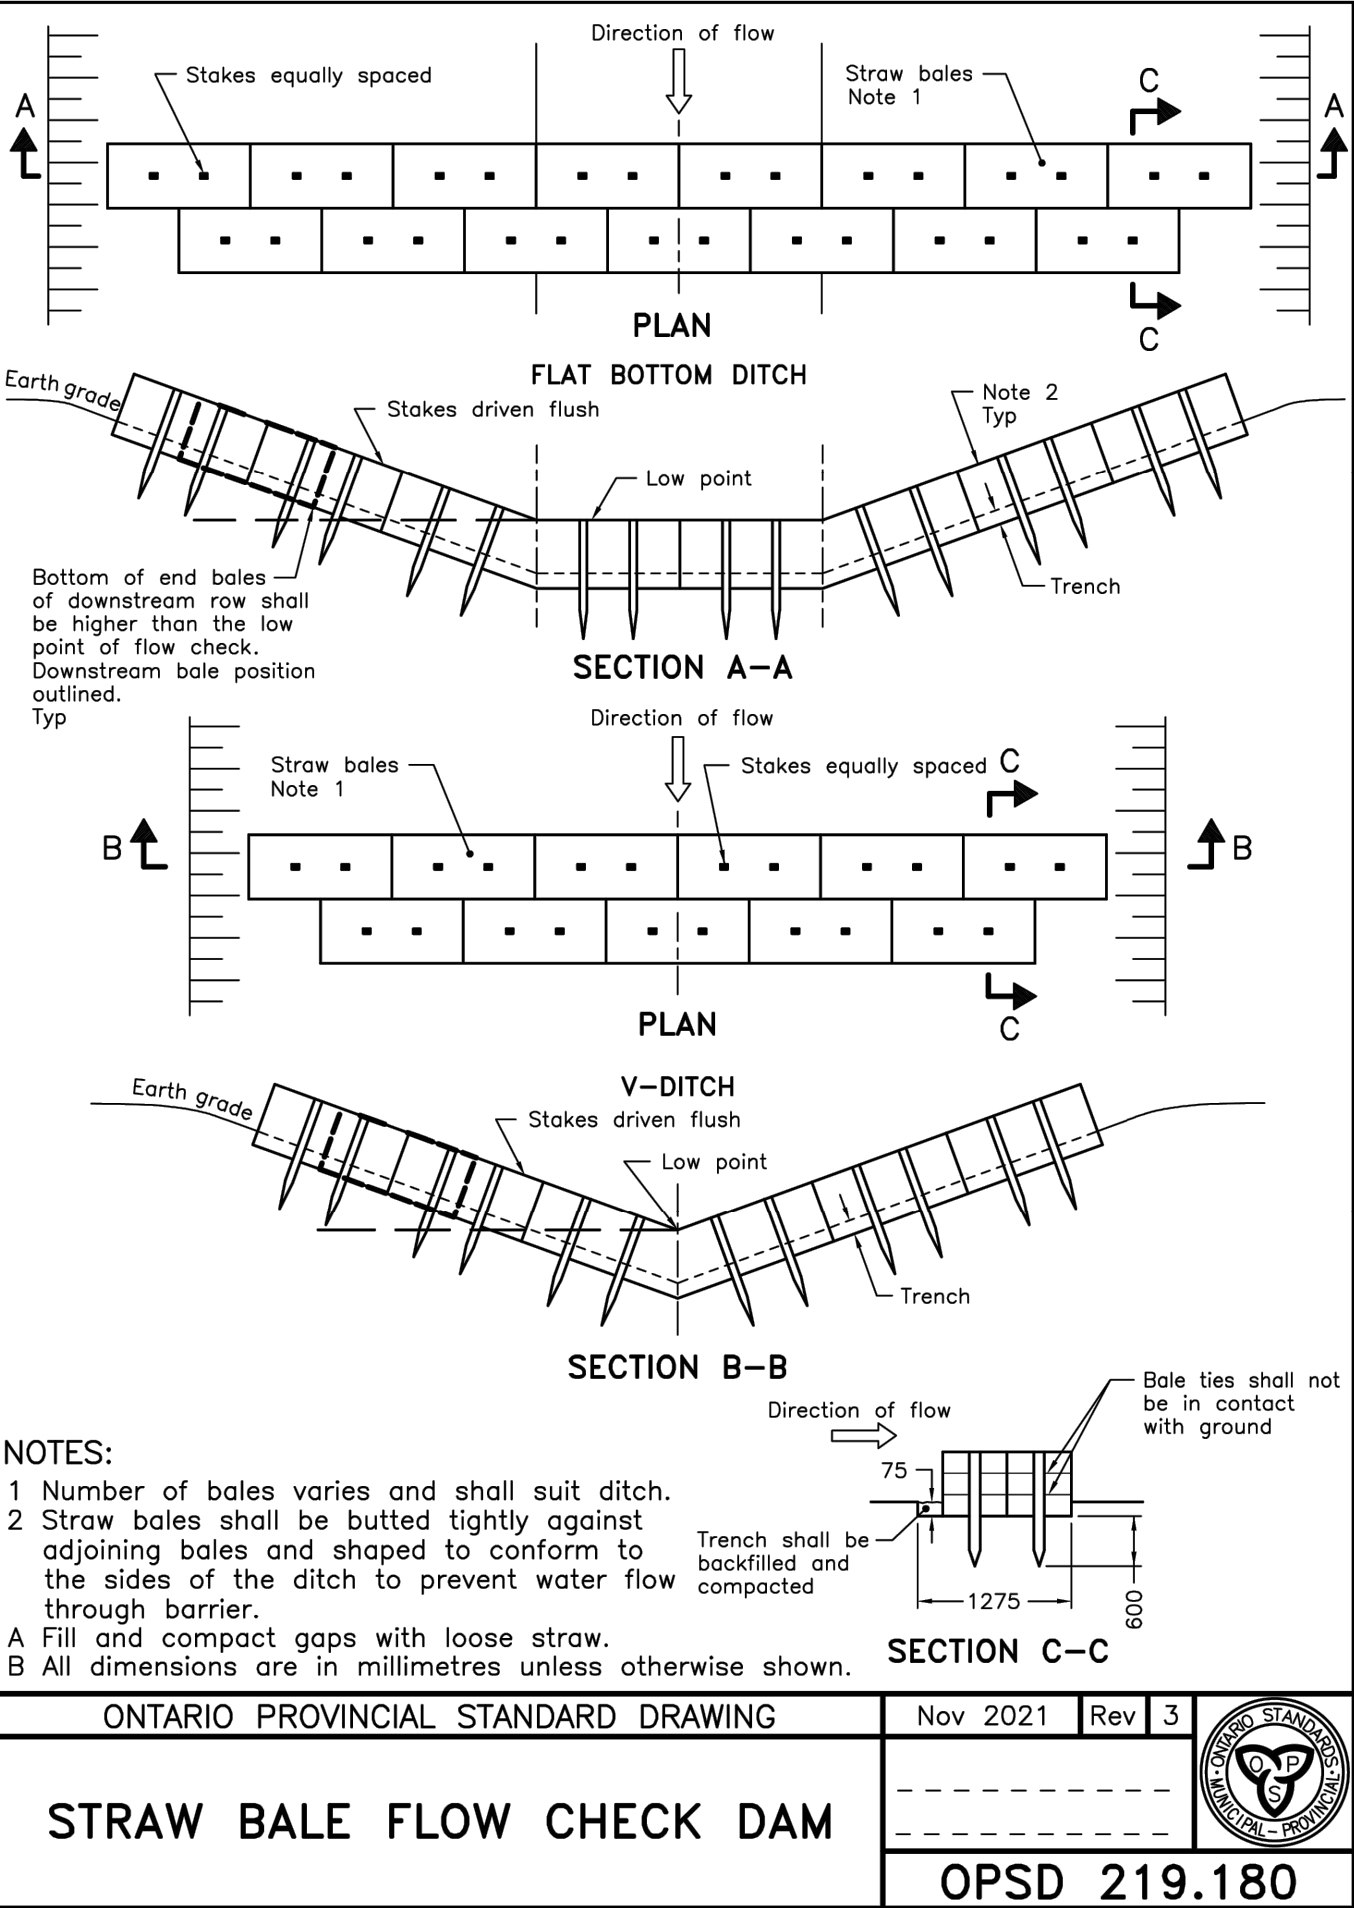 Direction of flow
Stakes equally spaced
Straw bales
Note 1
C
A
A
C
PLAN
FLAT BOTTOM DITCH
Earth grade
Stakes driven flush
Note 2
Typ
Low point
Trench
Bottom of end bales
of downstream row shall
be higher than the low
point of flow check.
Downstream bale position
outlined.
Typ
SECTION A–A
Direction of flow
Straw bales
Note 1
Stakes equally spaced
C
B
B
C
PLAN
V–DITCH
Earth grade
Stakes driven flush
Low point
Trench
SECTION B–B
Bale ties shall not
be in contact
with ground
Direction of flow
75
Trench shall be
backfilled and
compacted
1275
600
SECTION C–C
NOTES:
1 Number of bales varies and shall suit ditch.
2 Straw bales shall be butted tightly against
adjoining bales and shaped to conform to
the sides of the ditch to prevent water flow
through barrier.
A Fill and compact gaps with loose straw.
B All dimensions are in millimetres unless otherwise shown.
ONTARIO PROVINCIAL STANDARD DRAWING
Nov 2021
Rev
3
STRAW BALE FLOW CHECK DAM
ONTARIO STANDARDS
MUNICIPAL – PROVINCIAL
O P S
OPSD 219.180